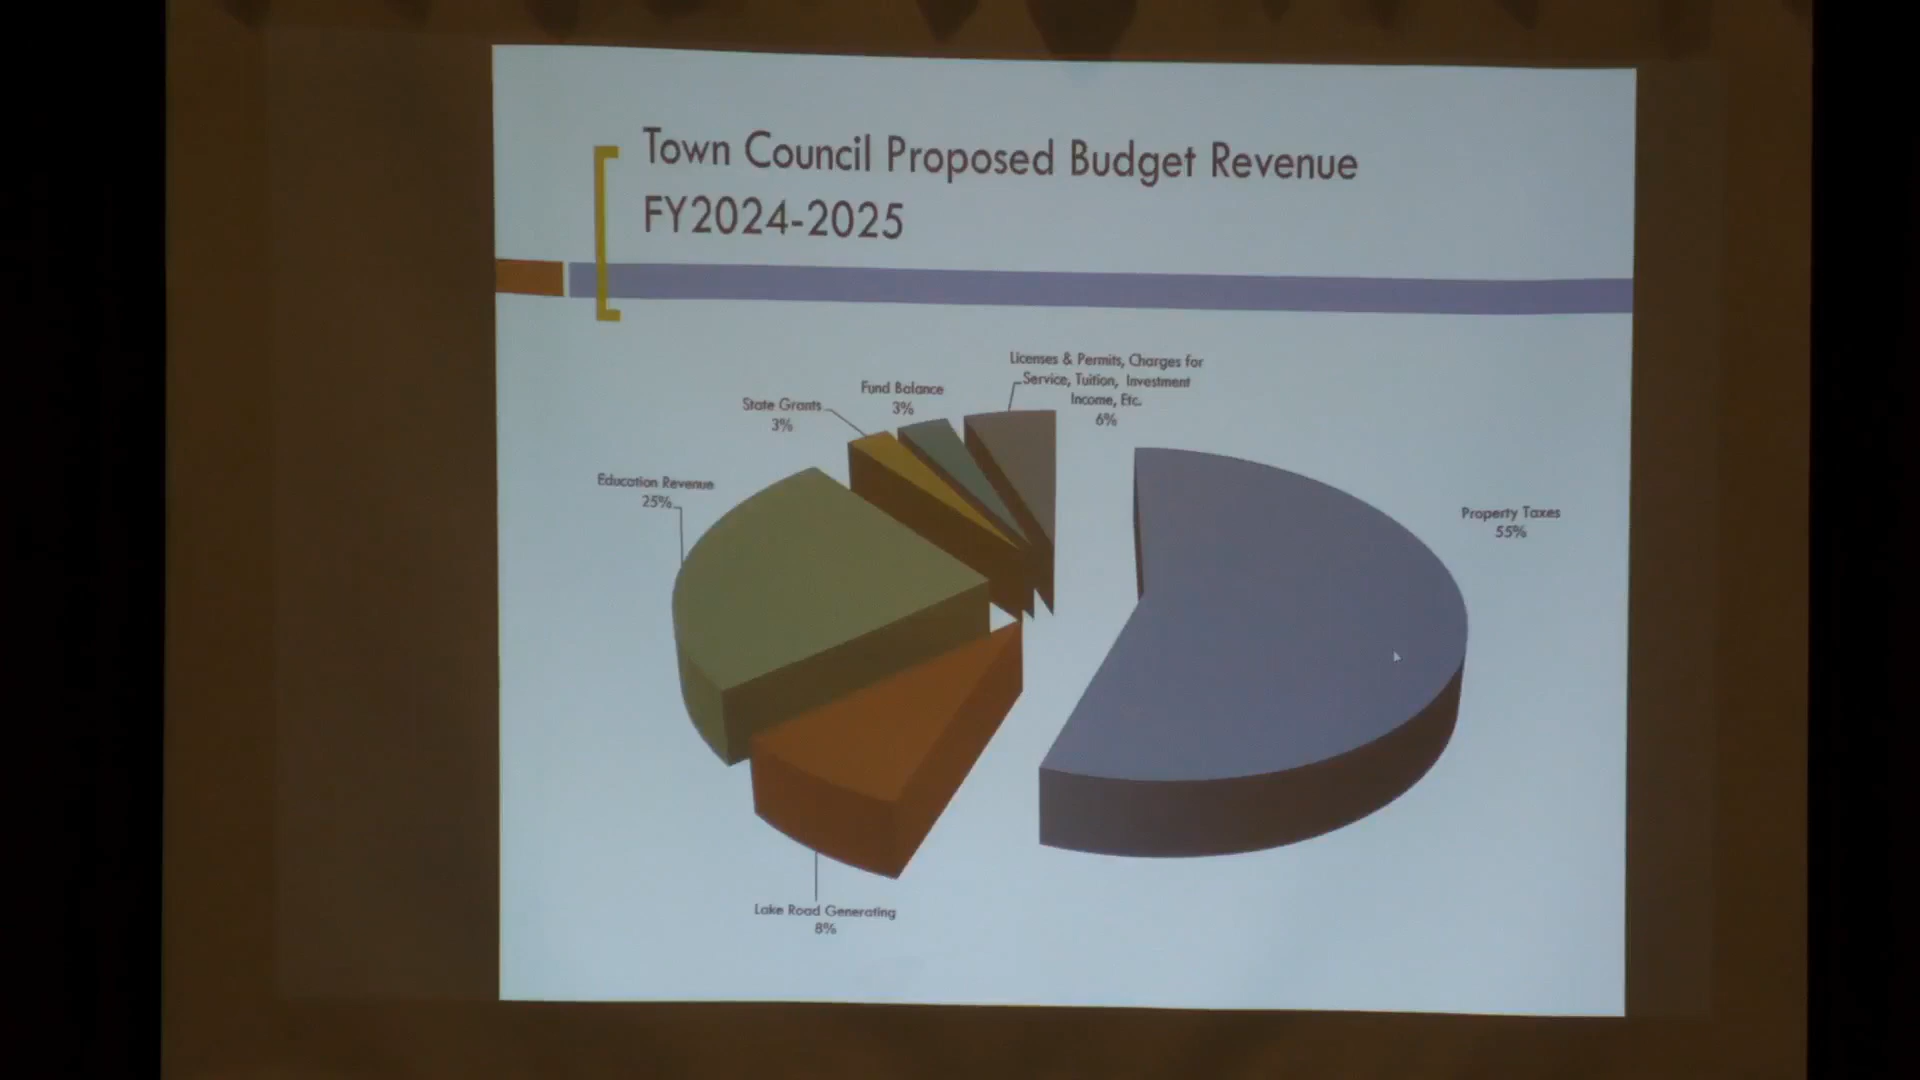 Town Council Proposed Budget Revenue
FY2024-2025
Licenses & Permits, Charges for
Service, Tuition, Investment
Income, Etc.
6%
Fund Balance
3%
State Grants
3%
Education Revenue
25%
Property Taxes
55%
Lake Road Generating
8%